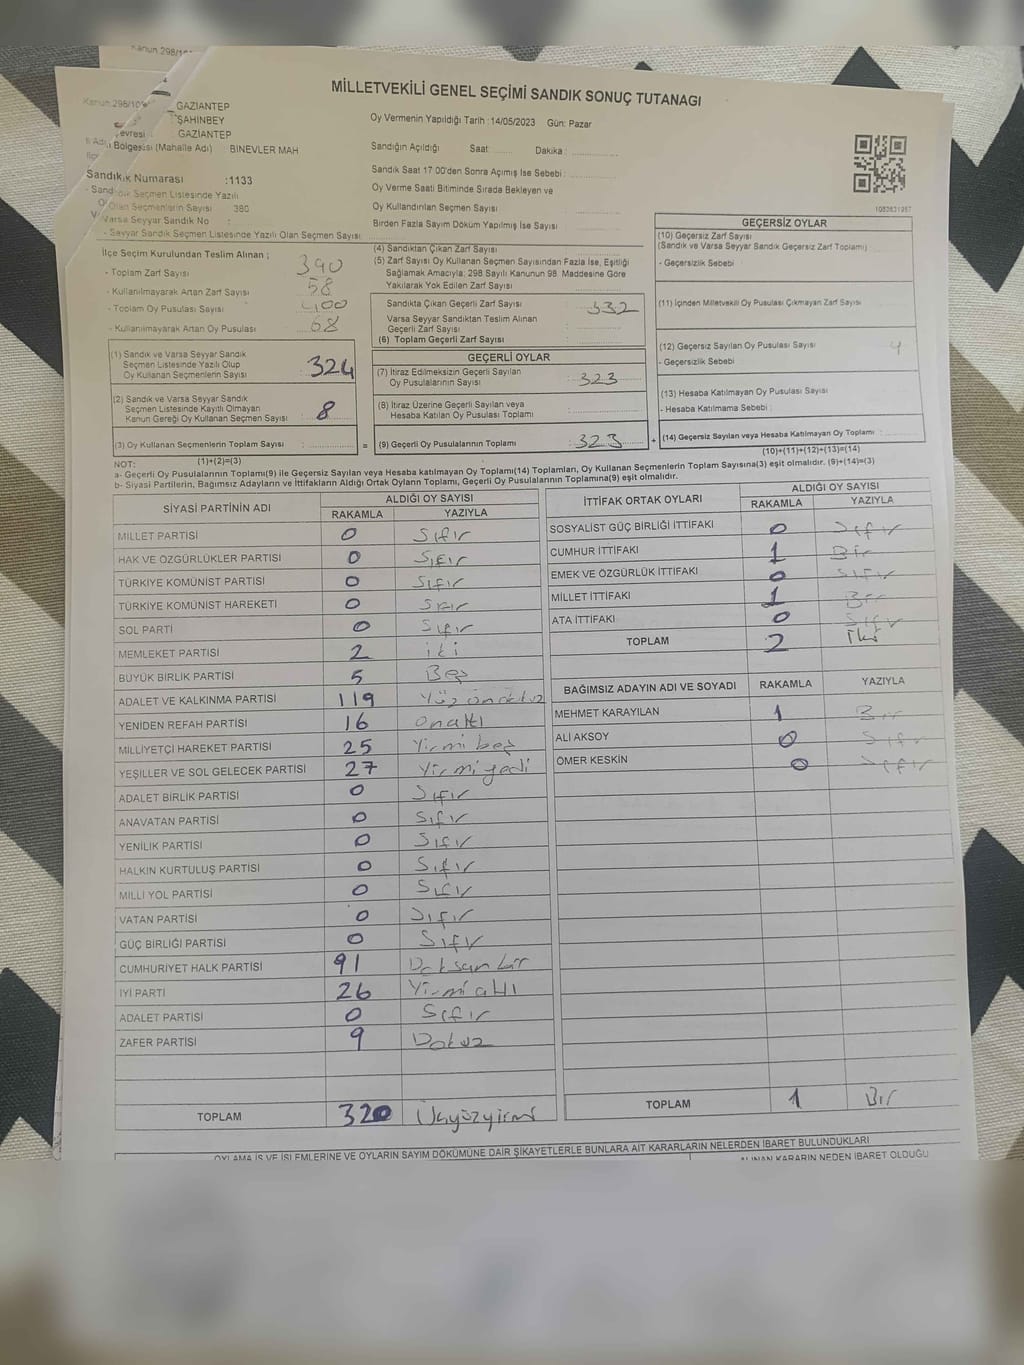 Kanun 298/10
MİLLETVEKİLİ GENEL SEÇİMİ SANDIK SONUÇ TUTANAĞI
Kanun 298/10
GAZİANTEP
ŞAHİNBEY
evresi GAZİANTEP
Bölgesi (Mahalle Adı) BİNEVLER MAH
Sandık Numarası :1133
Seçmen Listesinde Yazılı
Olan Seçmenlerin Sayısı 380
Varsa Seyyar Sandık No :
- Seyyar Sandık Seçmen Listesinde Yazılı Olan Seçmen Sayısı:
Oy Vermenin Yapıldığı Tarih :14/05/2023 Gün: Pazar
Sandığın Açıldığı Saat: Dakika:
Sandık Saat 17.00'den Sonra Açılmış İse Sebebi:
Oy Verme Saati Bitiminde Sırada Bekleyen ve
Oy Kullandırılan Seçmen Sayısı
Birden Fazla Sayım Döküm Yapılmış İse Sayısı
İlçe Seçim Kurulundan Teslim Alınan ;
- Toplam Zarf Sayısı 390
- Kullanılmayarak Artan Zarf Sayısı 58
- Toplam Oy Pusulası Sayısı 400
- Kullanılmayarak Artan Oy Pusulası 68
(1) Sandık ve Varsa Seyyar Sandık
Seçmen Listesinde Yazılı Olup
Oy Kullanan Seçmenlerin Sayısı 324
(2) Sandık ve Varsa Seyyar Sandık
Seçmen Listesinde Kayıtlı Olmayan
Kanun Gereği Oy Kullanan Seçmen Sayısı 8
(3) Oy Kullanan Seçmenlerin Toplam Sayısı : =
(1)+(2)=(3)
(4) Sandıktan Çıkan Zarf Sayısı
(5) Zarf Sayısı Oy Kullanan Seçmen Sayısından Fazla İse, Eşitliği
Sağlamak Amacıyla; 298 Sayılı Kanunun 98. Maddesine Göre
Yakılarak Yok Edilen Zarf Sayısı
Sandıkta Çıkan Geçerli Zarf Sayısı 332
Varsa Seyyar Sandıktan Teslim Alınan
Geçerli Zarf Sayısı
(6) Toplam Geçerli Zarf Sayısı
GEÇERLİ OYLAR
(7) İtiraz Edilmeksizin Geçerli Sayılan
Oy Pusulalarının Sayısı : 323
(8) İtiraz Üzerine Geçerli Sayılan veya
Hesaba Katılan Oy Pusulası Toplamı
(9) Geçerli Oy Pusulalarının Toplamı : 323 +
1083631967
GEÇERSİZ OYLAR
(10) Geçersiz Zarf Sayısı
(Sandık ve Varsa Seyyar Sandık Geçersiz Zarf Toplamı)
- Geçersizlik Sebebi
(11) İçinden Milletvekili Oy Pusulası Çıkmayan Zarf Sayısı
(12) Geçersiz Sayılan Oy Pusulası Sayısı
- Geçersizlik Sebebi
(13) Hesaba Katılmayan Oy Pusulası Sayısı
- Hesaba Katılmama Sebebi :
(14) Geçersiz Sayılan veya Hesaba Katılmayan Oy Toplamı :
(10)+(11)+(12)+(13)=(14)
NOT:
a- Geçerli Oy Pusulalarının Toplamı(9) ile Geçersiz Sayılan veya Hesaba katılmayan Oy Toplamı(14) Toplamları, Oy Kullanan Seçmenlerin Toplam Sayısına(3) eşit olmalıdır. (9)+(14)=(3)
b- Siyasi Partilerin, Bağımsız Adayların ve İttifakların Aldığı Ortak Oyların Toplamı, Geçerli Oy Pusulalarının Toplamına(9) eşit olmalıdır.
SİYASİ PARTİNİN ADI ALDIĞI OY SAYISI
RAKAMLA YAZIYLA
MİLLET PARTİSİ 0 Sıfır
HAK VE ÖZGÜRLÜKLER PARTİSİ 0 Sıfır
TÜRKİYE KOMÜNİST PARTİSİ 0 Sıfır
TÜRKİYE KOMÜNİST HAREKETİ 0 Sıfır
SOL PARTİ 0 Sıfır
MEMLEKET PARTİSİ 2 iki
BÜYÜK BİRLİK PARTİSİ 5 Beş
ADALET VE KALKINMA PARTİSİ 119 Yüzondokuz
YENİDEN REFAH PARTİSİ 16 onaltı
MİLLİYETÇİ HAREKET PARTİSİ 25 Yirmi beş
YEŞİLLER VE SOL GELECEK PARTİSİ 27 Yirmi yedi
ADALET BİRLİK PARTİSİ 0 Sıfır
ANAVATAN PARTİSİ 0 Sıfır
YENİLİK PARTİSİ 0 Sıfır
HALKIN KURTULUŞ PARTİSİ 0 Sıfır
MİLLİ YOL PARTİSİ 0 Sıfır
VATAN PARTİSİ 0 Sıfır
GÜÇ BİRLİĞİ PARTİSİ 0 Sıfır
CUMHURİYET HALK PARTİSİ 91 Doksan bir
İYİ PARTİ 26 Yirmi altı
ADALET PARTİSİ 0 Sıfır
ZAFER PARTİSİ 9 Dokuz
TOPLAM 320 Üçyüzyirmi
İTTİFAK ORTAK OYLARI ALDIĞI OY SAYISI
RAKAMLA YAZIYLA
SOSYALİST GÜÇ BİRLİĞİ İTTİFAKI 0 Sıfır
CUMHUR İTTİFAKI 1 Bir
EMEK VE ÖZGÜRLÜK İTTİFAKI 0 Sıfır
MİLLET İTTİFAKI 1 Bir
ATA İTTİFAKI 0 Sıfır
TOPLAM 2 İki
BAĞIMSIZ ADAYIN ADI VE SOYADI RAKAMLA YAZIYLA
MEHMET KARAYILAN 1 Bir
ALİ AKSOY 0 Sıfır
ÖMER KESKİN 0 Sıfır
TOPLAM 1 Bir
OYLAMA İŞ VE İŞLEMLERİNE VE OYLARIN SAYIM DÖKÜMÜNE DAİR ŞİKAYETLERLE BUNLARA AİT KARARLARIN NELERDEN İBARET BULUNDUKLARI
ALINAN KARARIN NEDEN İBARET OLDUĞU